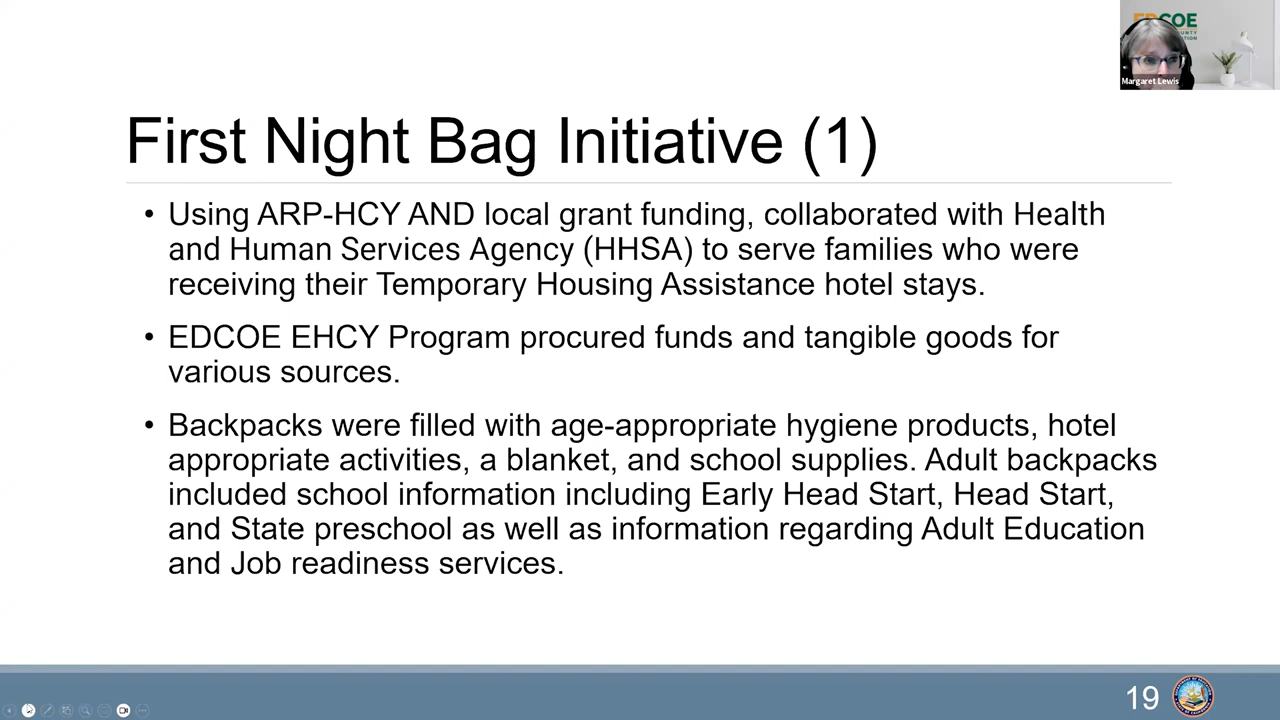 EDCOE
Margaret Lewis
First Night Bag Initiative (1)
• Using ARP-HCY AND local grant funding, collaborated with Health
and Human Services Agency (HHSA) to serve families who were
receiving their Temporary Housing Assistance hotel stays.
• EDCOE EHCY Program procured funds and tangible goods for
various sources.
• Backpacks were filled with age-appropriate hygiene products, hotel
appropriate activities, a blanket, and school supplies. Adult backpacks
included school information including Early Head Start, Head Start,
and State preschool as well as information regarding Adult Education
and Job readiness services.
19